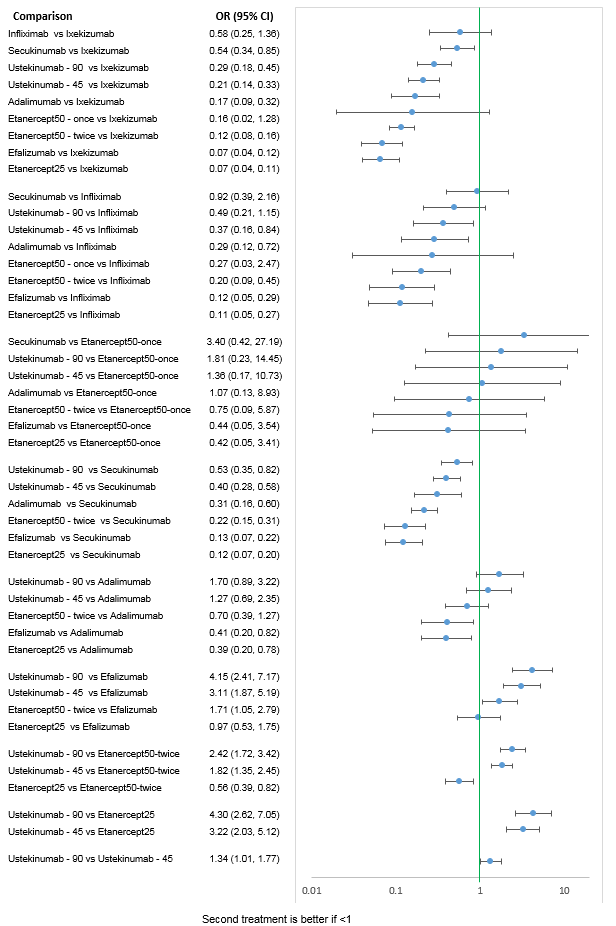 Comparison OR (95% CI)
Infliximab vs Ixekizumab 0.58 (0.25, 1.36)
Secukinumab vs Ixekizumab 0.54 (0.34, 0.85)
Ustekinumab - 90 vs Ixekizumab 0.29 (0.18, 0.45)
Ustekinumab - 45 vs Ixekizumab 0.21 (0.14, 0.33)
Adalimumab vs Ixekizumab 0.17 (0.09, 0.32)
Etanercept50 - once vs Ixekizumab 0.16 (0.02, 1.28)
Etanercept50 - twice vs Ixekizumab 0.12 (0.08, 0.16)
Efalizumab vs Ixekizumab 0.07 (0.04, 0.12)
Etanercept25 vs Ixekizumab 0.07 (0.04, 0.11)
Secukinumab vs Infliximab 0.92 (0.39, 2.16)
Ustekinumab - 90 vs Infliximab 0.49 (0.21, 1.15)
Ustekinumab - 45 vs Infliximab 0.37 (0.16, 0.84)
Adalimumab vs Infliximab 0.29 (0.12, 0.72)
Etanercept50 - once vs Infliximab 0.27 (0.03, 2.47)
Etanercept50 - twice vs Infliximab 0.20 (0.09, 0.45)
Efalizumab vs Infliximab 0.12 (0.05, 0.29)
Etanercept25 vs Infliximab 0.11 (0.05, 0.27)
Secukinumab vs Etanercept50-once 3.40 (0.42, 27.19)
Ustekinumab - 90 vs Etanercept50-once 1.81 (0.23, 14.45)
Ustekinumab - 45 vs Etanercept50-once 1.36 (0.17, 10.73)
Adalimumab vs Etanercept50-once 1.07 (0.13, 8.93)
Etanercept50 - twice vs Etanercept50-once 0.75 (0.09, 5.87)
Efalizumab vs Etanercept50-once 0.44 (0.05, 3.54)
Etanercept25 vs Etanercept50-once 0.42 (0.05, 3.41)
Ustekinumab - 90 vs Secukinumab 0.53 (0.35, 0.82)
Ustekinumab - 45 vs Secukinumab 0.40 (0.28, 0.58)
Adalimumab vs Secukinumab 0.31 (0.16, 0.60)
Etanercept50 - twice vs Secukinumab 0.22 (0.15, 0.31)
Efalizumab vs Secukinumab 0.13 (0.07, 0.22)
Etanercept25 vs Secukinumab 0.12 (0.07, 0.20)
Ustekinumab - 90 vs Adalimumab 1.70 (0.89, 3.22)
Ustekinumab - 45 vs Adalimumab 1.27 (0.69, 2.35)
Etanercept50 - twice vs Adalimumab 0.70 (0.39, 1.27)
Efalizumab vs Adalimumab 0.41 (0.20, 0.82)
Etanercept25 vs Adalimumab 0.39 (0.20, 0.78)
Ustekinumab - 90 vs Efalizumab 4.15 (2.41, 7.17)
Ustekinumab - 45 vs Efalizumab 3.11 (1.87, 5.19)
Etanercept50 - twice vs Efalizumab 1.71 (1.05, 2.79)
Etanercept25 vs Efalizumab 0.97 (0.53, 1.75)
Ustekinumab - 90 vs Etanercept50-twice 2.42 (1.72, 3.42)
Ustekinumab - 45 vs Etanercept50-twice 1.82 (1.35, 2.45)
Etanercept25 vs Etanercept50-twice 0.56 (0.39, 0.82)
Ustekinumab - 90 vs Etanercept25 4.30 (2.62, 7.05)
Ustekinumab - 45 vs Etanercept25 3.22 (2.03, 5.12)
Ustekinumab - 90 vs Ustekinumab - 45 1.34 (1.01, 1.77)
0.01 0.1 1 10
Second treatment is better if <1